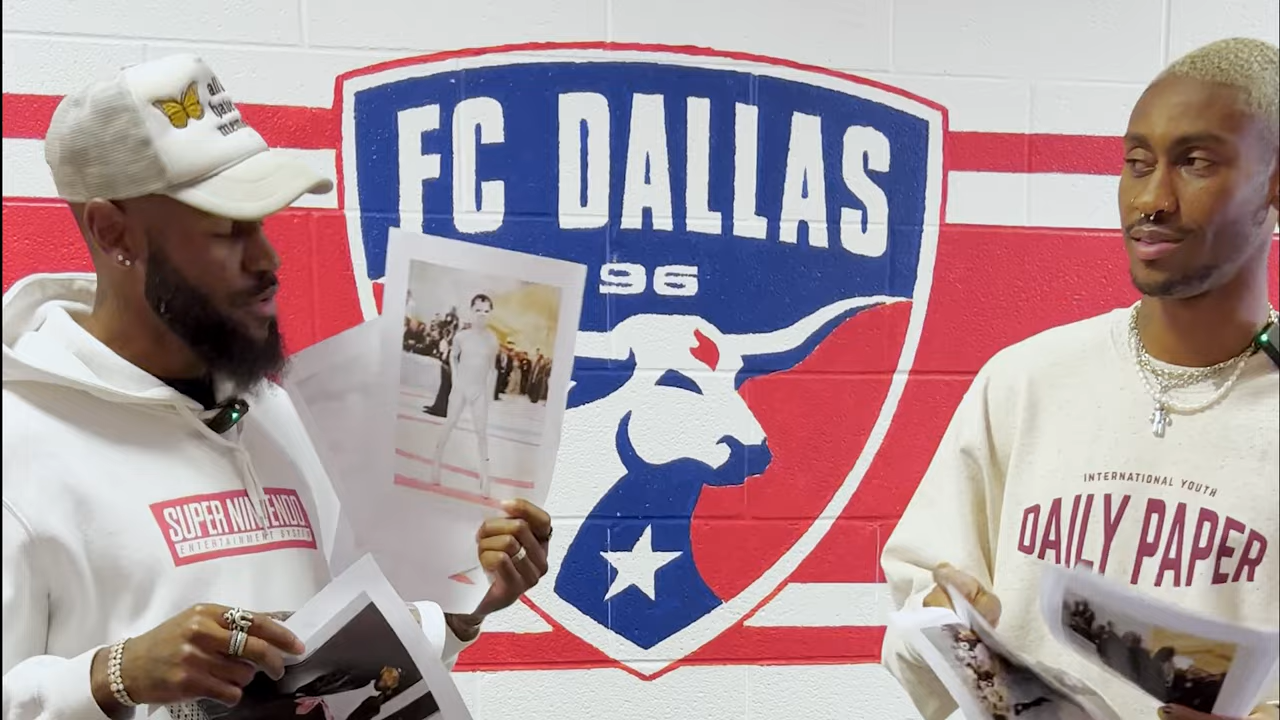 FC DALLAS
96
SUPER NINTENDO
ENTERTAINMENT SYSTEM
INTERNATIONAL YOUTH
DAILY PAPER